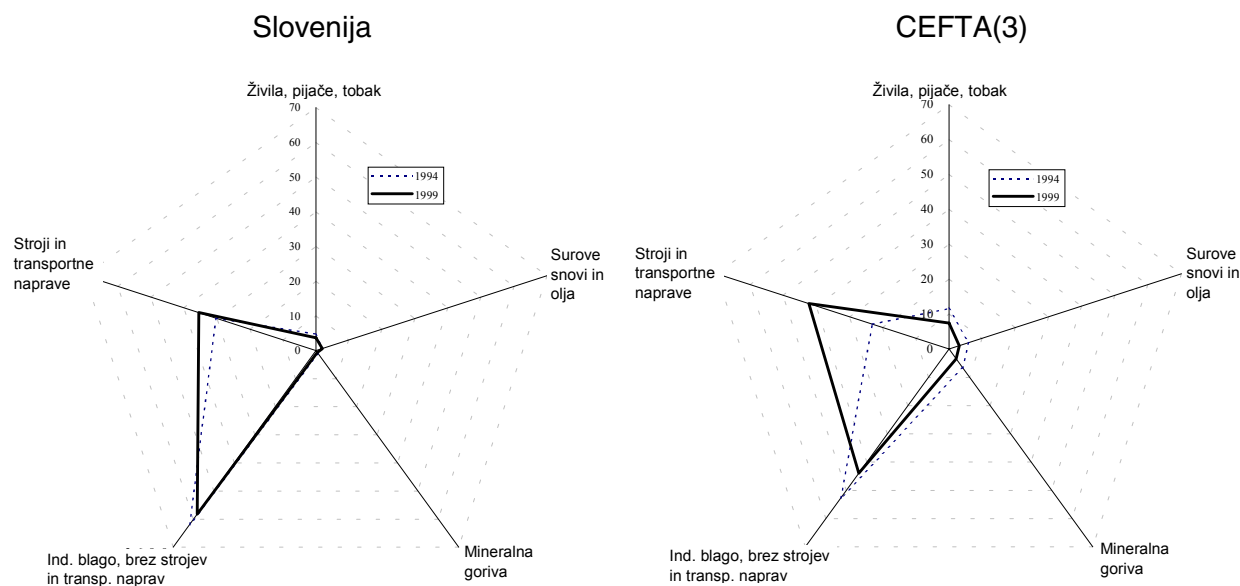 Slovenija
Živila, pijače, tobak
70
60
50
40
30
20
10
0
1994
1999
Stroji in
transportne
naprave
Surove
snovi in
olja
Ind. blago, brez strojev
in transp. naprav
Mineralna
goriva
CEFTA(3)
Živila, pijače, tobak
70
60
50
40
30
20
10
0
1994
1999
Stroji in
transportne
naprave
Surove
snovi in
olja
Ind. blago, brez strojev
in transp. naprav
Mineralna
goriva